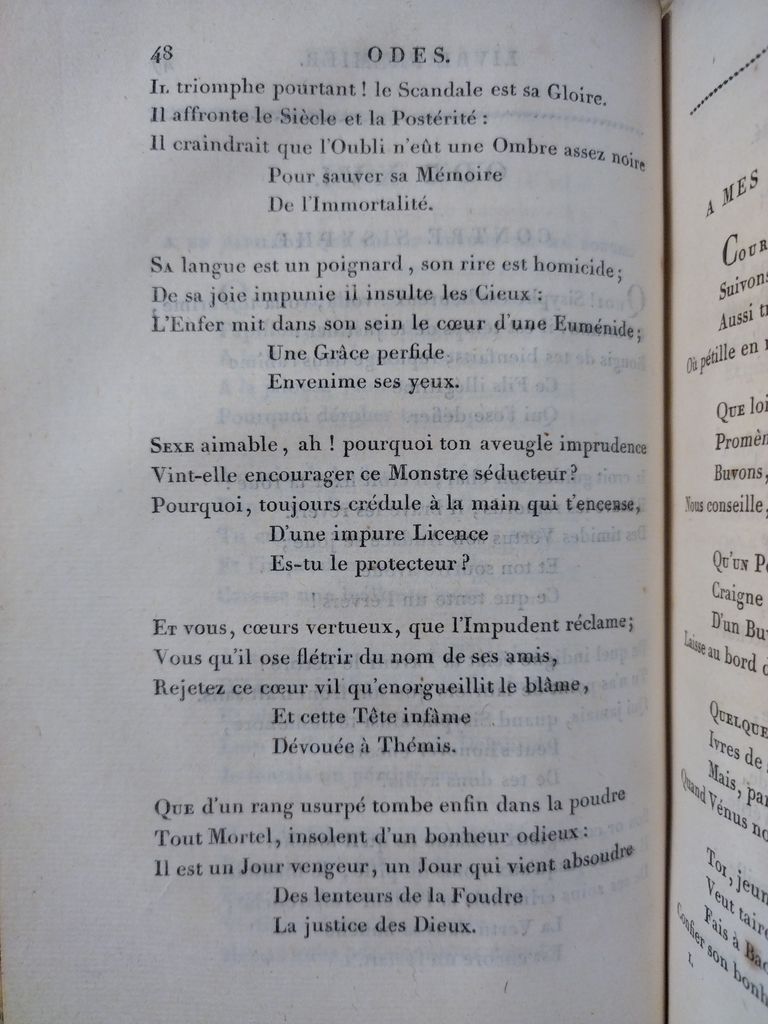 48 ODES.
IL triomphe pourtant ! le Scandale est sa Gloire.
Il affronte le Siècle et la Postérité :
Il craindrait que l'Oubli n'eût une Ombre assez noire
Pour sauver sa Mémoire
De l'Immortalité.
SA langue est un poignard , son rire est homicide ;
De sa joie impunie il insulte les Cieux :
L'Enfer mit dans son sein le cœur d'une Euménide ;
Une Grâce perfide
Envenime ses yeux.
SEXE aimable , ah ! pourquoi ton aveugle imprudence
Vint-elle encourager ce Monstre séducteur ?
Pourquoi , toujours crédule à la main qui t'encense,
D'une impure Licence
Es-tu le protecteur ?
ET vous, cœurs vertueux, que l'Impudent réclame ;
Vous qu'il ose flétrir du nom de ses amis,
Rejetez ce cœur vil qu'enorgueillit le blâme,
Et cette Tête infâme
Dévouée à Thémis.
QUE d'un rang usurpé tombe enfin dans la poudre
Tout Mortel, insolent d'un bonheur odieux :
Il est un Jour vengeur, un Jour qui vient absoudre
Des lenteurs de la Foudre
La justice des Dieux.
A MES
Suivons
Aussi
Où pétille en
QUE
Buvons,
Nous conseille,
QU'UN
Craigne
D'un
Laisse au bord
QUELQUE
Ivres de
Mais,
Quand Vénus
TOI,
Veut
Fais à
son
I.